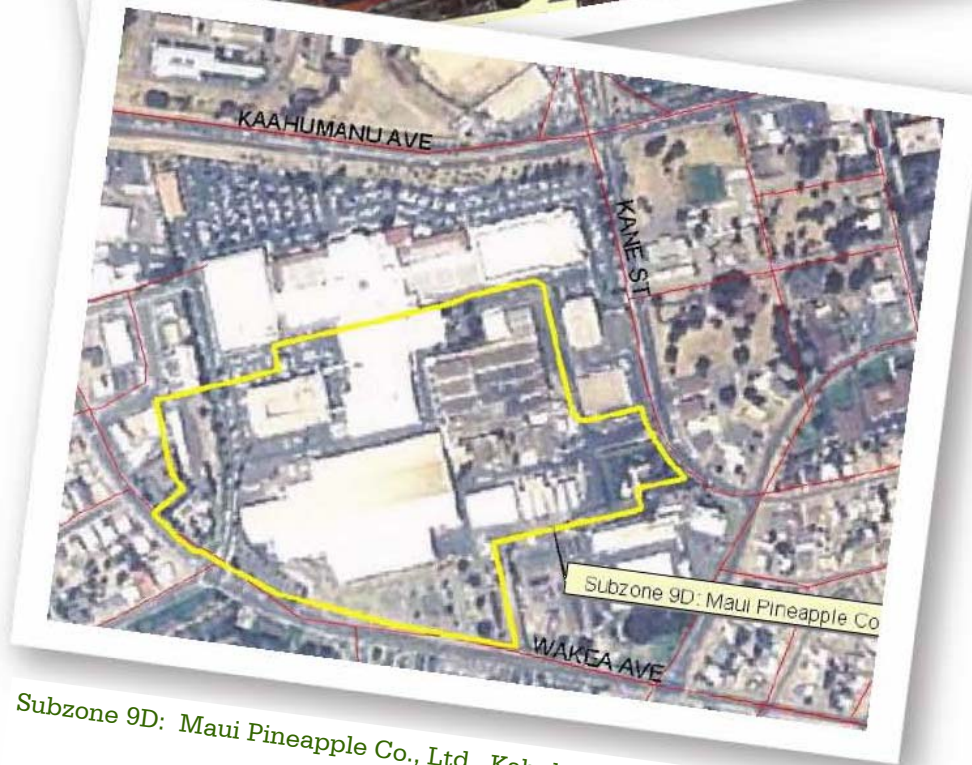 KAAHUMANU AVE
KANE ST
Subzone 9D: Maui Pineapple Co
WAKEA AVE
Subzone 9D: Maui Pineapple Co., Ltd.